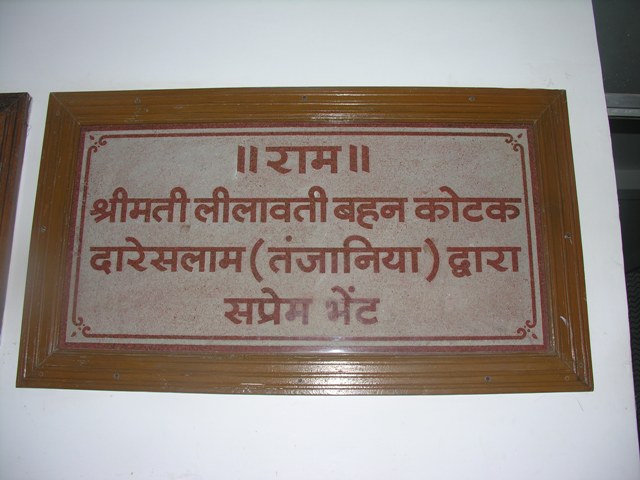 ॥ राम ॥
श्रीमती लीलावती बहन कोटक
दारेसलाम (तंजानिया) द्वारा
सप्रेम भेंट